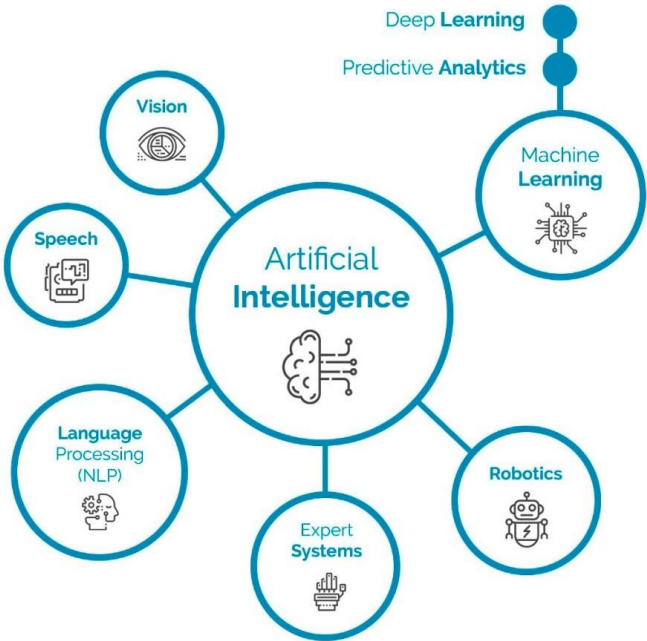 Deep Learning
Predictive Analytics
Vision
Machine
Learning
Speech
Artificial
Intelligence
Language
Processing
(NLP)
Robotics
Expert
Systems